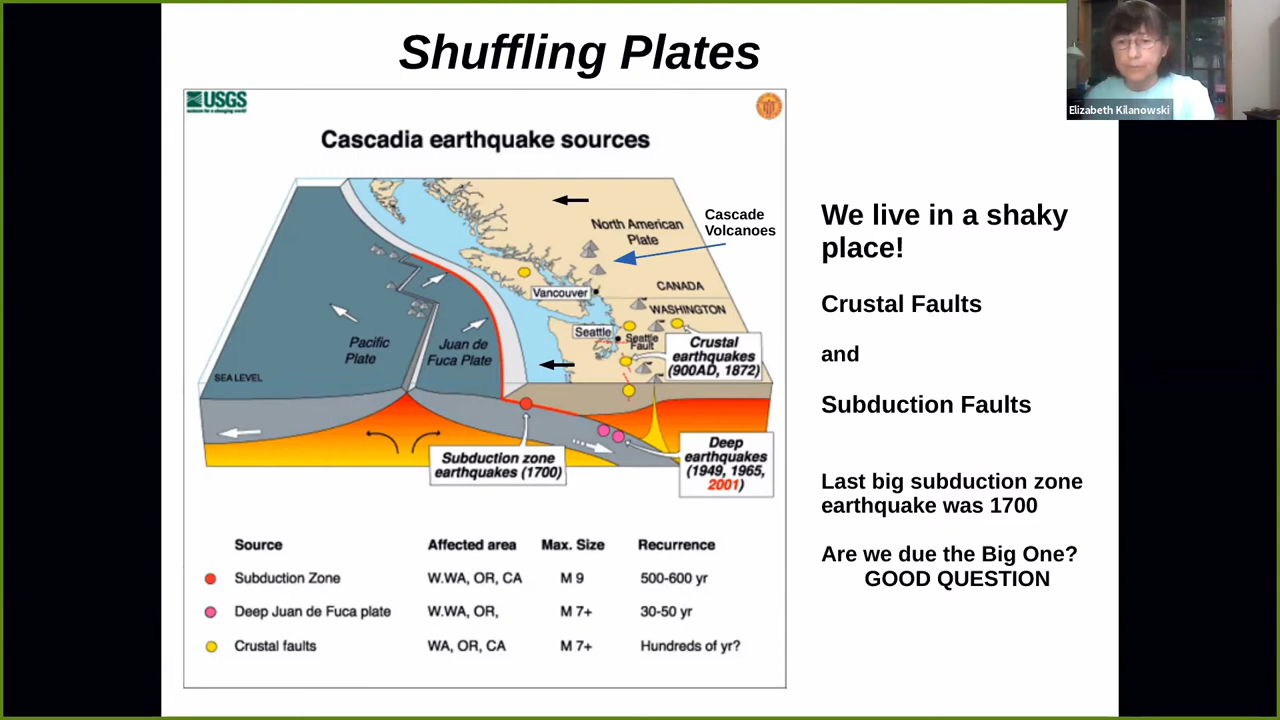 Shuffling Plates
Elizabeth Kilanowski
USGS
Cascadia earthquake sources
Cascade
Volcanoes
North American
Plate
CANADA
Vancouver
WASHINGTON
Seattle
Seattle
Fault
Crustal
earthquakes
(900AD, 1872)
Pacific
Plate
Juan de
Fuca Plate
SEA LEVEL
Subduction zone
earthquakes (1700)
Deep
earthquakes
(1949, 1965,
2001)
Source Affected area Max. Size Recurrence
Subduction Zone W.WA, OR, CA M 9 500-600 yr
Deep Juan de Fuca plate W.WA, OR, M 7+ 30-50 yr
Crustal faults WA, OR, CA M 7+ Hundreds of yr?
We live in a shaky
place!
Crustal Faults
and
Subduction Faults
Last big subduction zone
earthquake was 1700
Are we due the Big One?
GOOD QUESTION